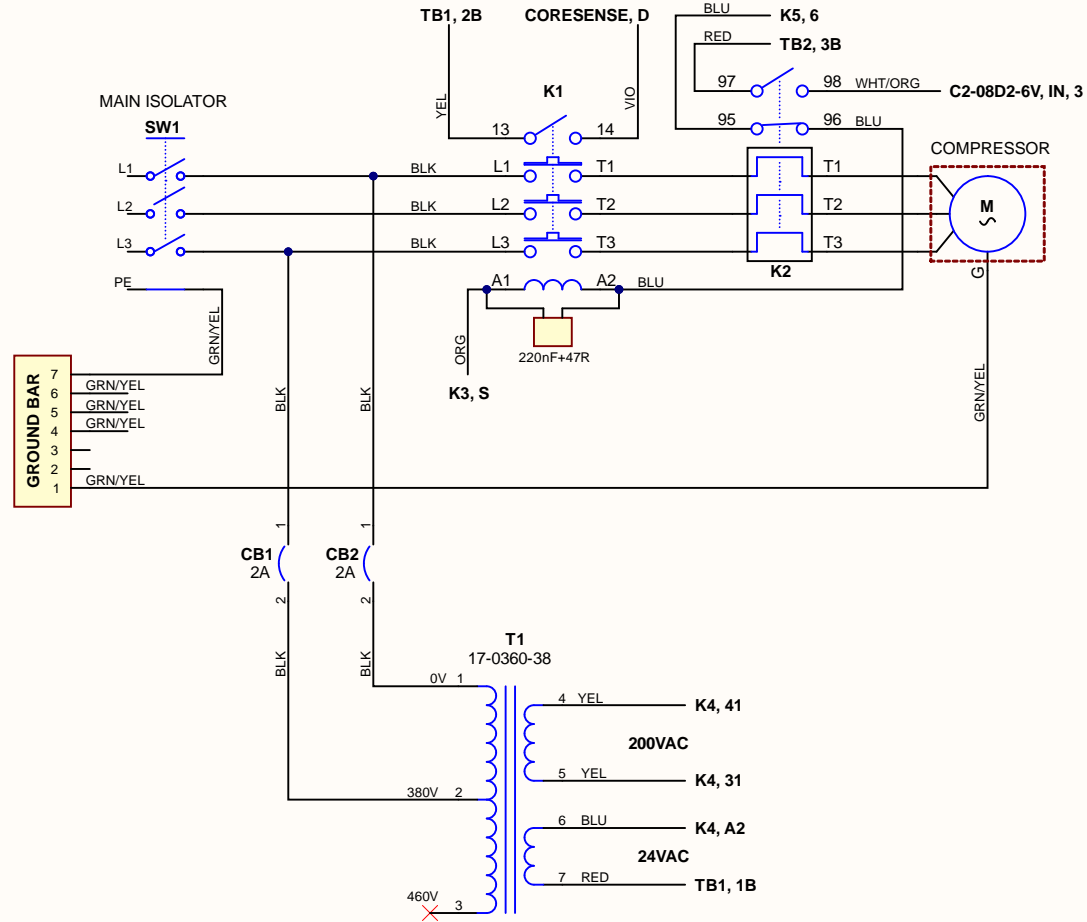 BLU
K5, 6
TB1, 2B
CORESENSE, D
RED
TB2, 3B
97
98
WHT/ORG
C2-08D2-6V, IN, 3
MAIN ISOLATOR
K1
YEL
VIO
SW1
13
14
95
96
BLU
COMPRESSOR
L1
BLK
L1
T1
T1
L2
BLK
L2
T2
T2
M
L3
BLK
L3
T3
T3
K2
G
PE
A1
A2
BLU
GRN/YEL
ORG
220nF+47R
K3, S
GROUND BAR
7
6
GRN/YEL
5
GRN/YEL
4
GRN/YEL
3
2
1
GRN/YEL
BLK
BLK
GRN/YEL
1
1
CB1
2A
CB2
2A
2
2
BLK
BLK
T1
17-0360-38
0V 1
4 YEL
K4, 41
200VAC
5 YEL
K4, 31
380V 2
6 BLU
K4, A2
24VAC
7 RED
TB1, 1B
460V
3